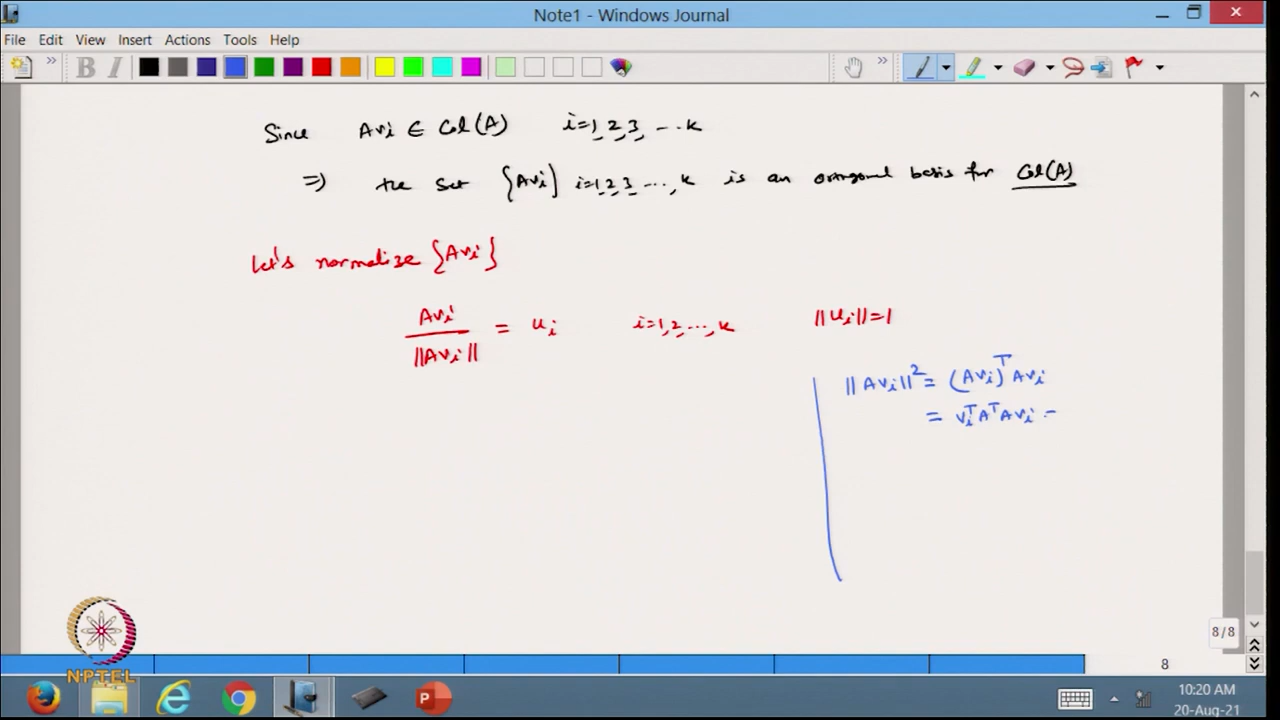 Note1 - Windows Journal
File Edit View Insert Actions Tools Help
Since Avi ∈ Col(A) i=1,2,3,...k
=) the set {Avi} i=1,2,3...,k is an orthogonal basis for Col(A)
Let's normalize {Avi}
Avi / ||Avi|| = ui i=1,2...,k ||ui||=1
||Avi||² = (Avi)ᵀAvi
= viᵀAᵀAvi =
8/8
NPTEL
8
10:20 AM
20-Aug-21